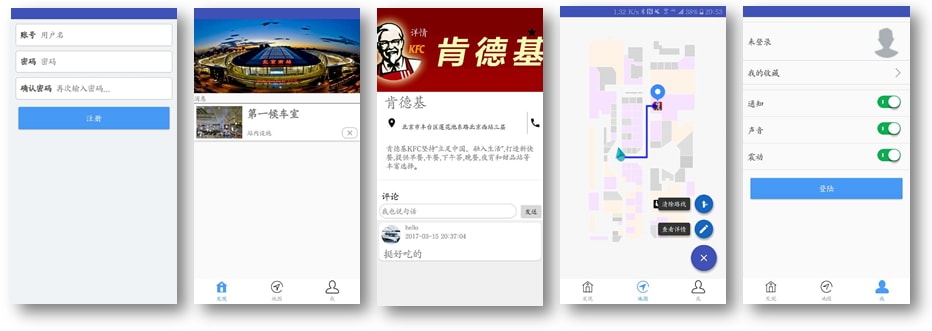 账号 用户名
密码 密码
确认密码 再次输入密码...
注册
北京南站
消息
第一候车室
站内设施
发现
地图
我
详情
KFC
肯德基
肯德基
北京市丰台区莲花池东路北京西站三层
肯德基KFC坚持"立足中国、融入生活",打造新快
餐,提供早餐,午餐,下午茶,晚餐,夜宵和甜品站等
丰富选择。
评论
我也说句话
发送
hello
2017-03-15 20:37:04
挺好吃的
1.32 K/s
38%
20:53
清除路线
查看详情
发现
地图
我
未登录
我的收藏
通知
声音
震动
登陆
发现
地图
我